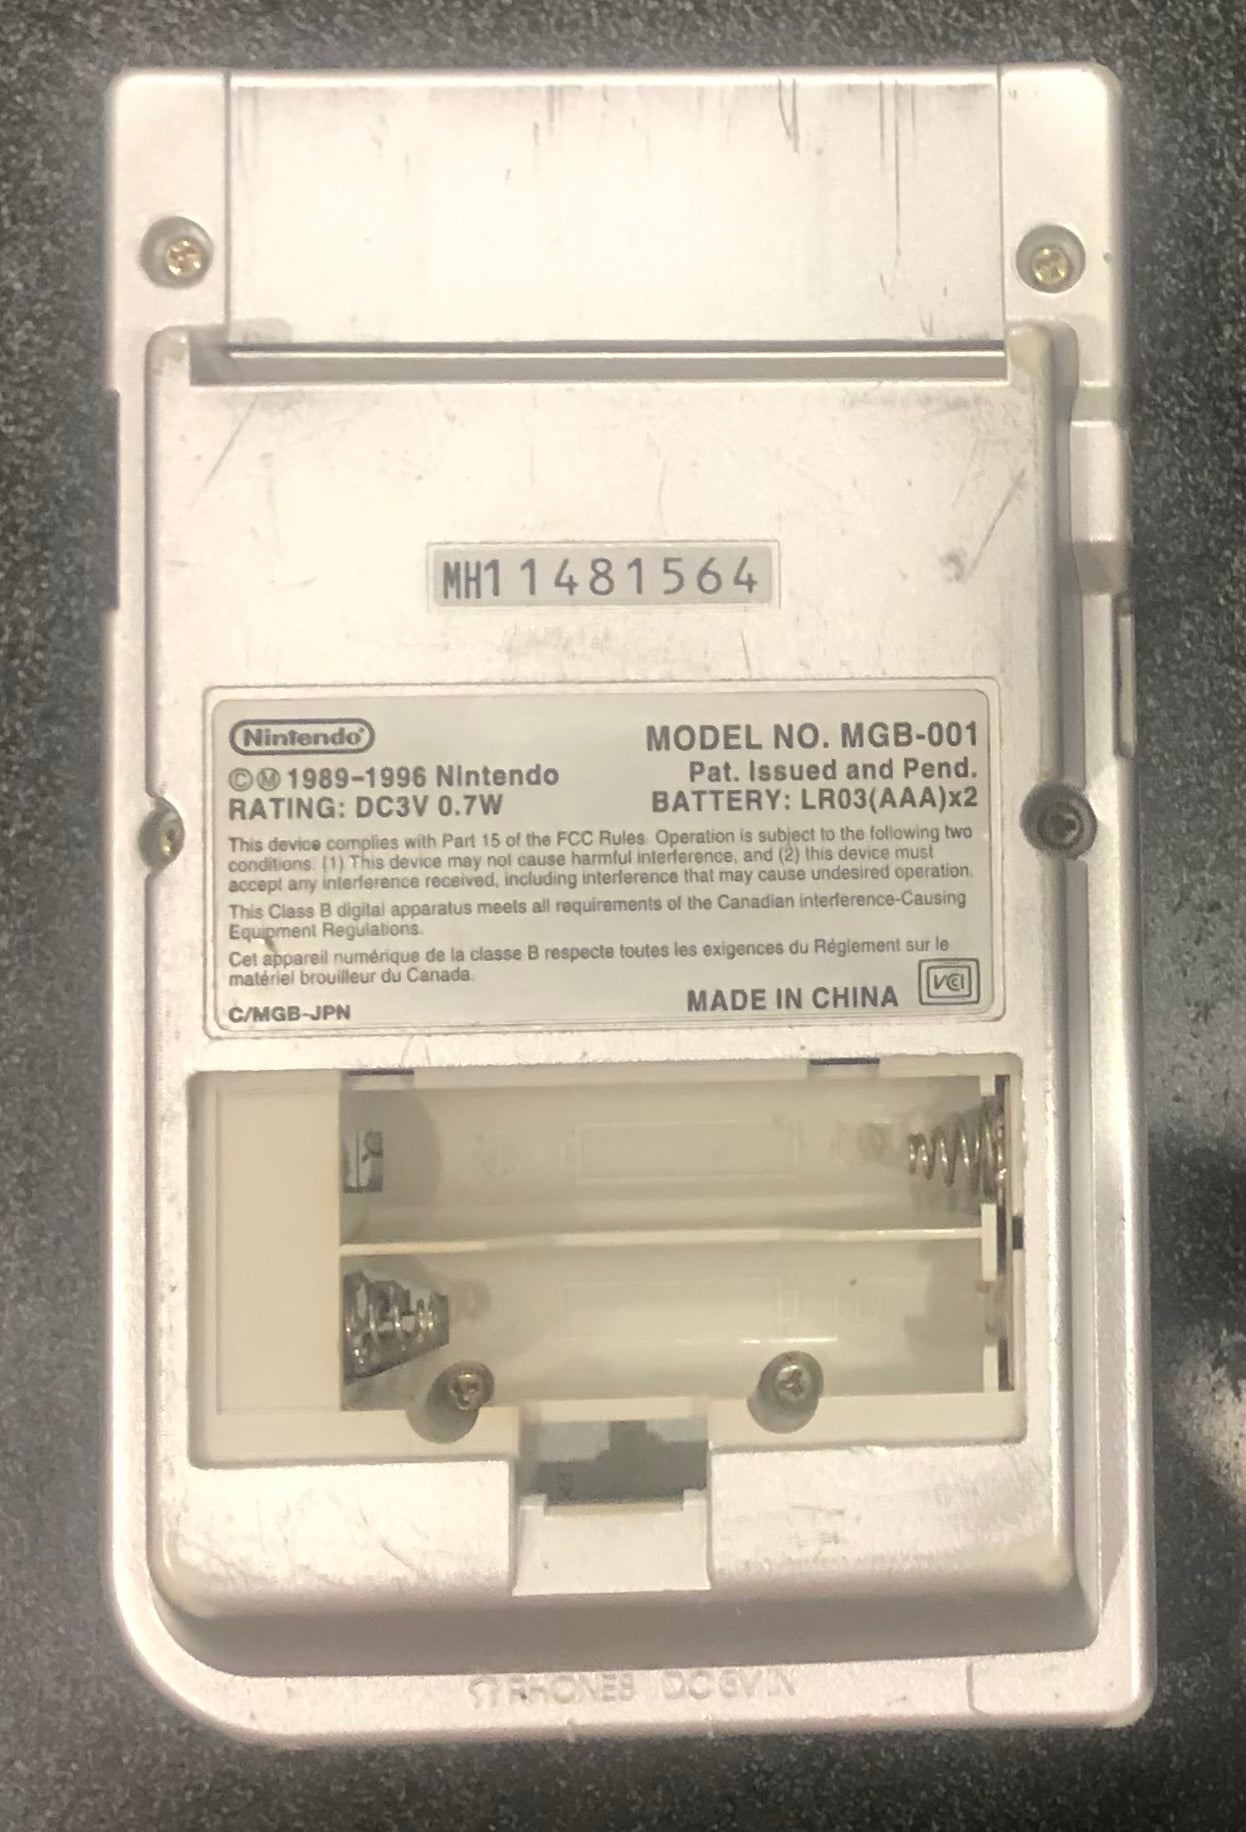 MH11481564
Nintendo®
MODEL NO. MGB-001
©Ⓜ1989-1996 Nintendo
Pat. Issued and Pend.
RATING: DC3V 0.7W
BATTERY: LR03(AAA)x2
This device complies with Part 15 of the FCC Rules. Operation is subject to the following two
conditions. (1) This device may not cause harmful interference, and (2) this device must
accept any interference received, including interference that may cause undesired operation.
This Class B digital apparatus meets all requirements of the Canadian interference-Causing
Equipment Regulations.
Cet appareil numérique de la classe B respecte toutes les exigences du Réglement sur le
matériel brouilleur du Canada.
VCI
C/MGB-JPN
MADE IN CHINA
PHONES DC 3V IN